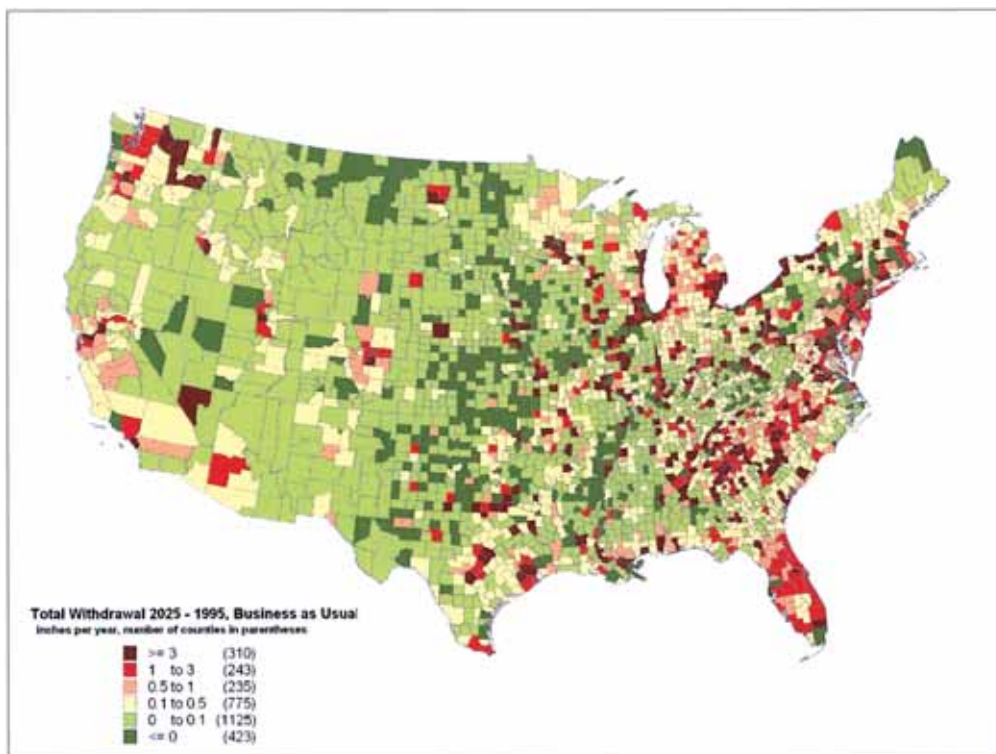 Total Withdrawal 2025 - 1995, Business as Usual
inches per year, number of counties in parentheses
>= 3 (310)
1 to 3 (243)
0.5 to 1 (235)
0.1 to 0.5 (775)
0 to 0.1 (1125)
<= 0 (423)